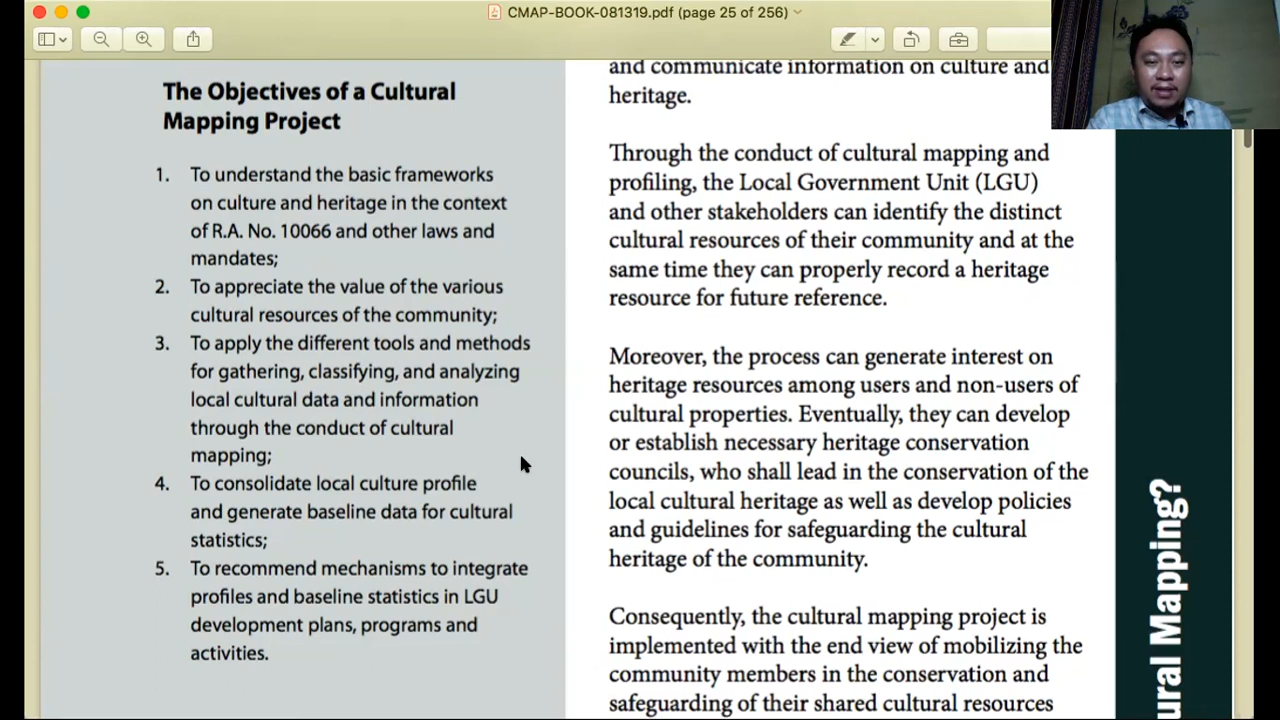 CMAP-BOOK-081319.pdf (page 25 of 256)
The Objectives of a Cultural
Mapping Project
1. To understand the basic frameworks
on culture and heritage in the context
of R.A. No. 10066 and other laws and
mandates;
2. To appreciate the value of the various
cultural resources of the community;
3. To apply the different tools and methods
for gathering, classifying, and analyzing
local cultural data and information
through the conduct of cultural
mapping;
4. To consolidate local culture profile
and generate baseline data for cultural
statistics;
5. To recommend mechanisms to integrate
profiles and baseline statistics in LGU
development plans, programs and
activities.
and communicate information on culture and
heritage.
Through the conduct of cultural mapping and
profiling, the Local Government Unit (LGU)
and other stakeholders can identify the distinct
cultural resources of their community and at the
same time they can properly record a heritage
resource for future reference.
Moreover, the process can generate interest on
heritage resources among users and non-users of
cultural properties. Eventually, they can develop
or establish necessary heritage conservation
councils, who shall lead in the conservation of the
local cultural heritage as well as develop policies
and guidelines for safeguarding the cultural
heritage of the community.
Consequently, the cultural mapping project is
implemented with the end view of mobilizing the
community members in the conservation and
safeguarding of their shared cultural resources
ural Mapping?